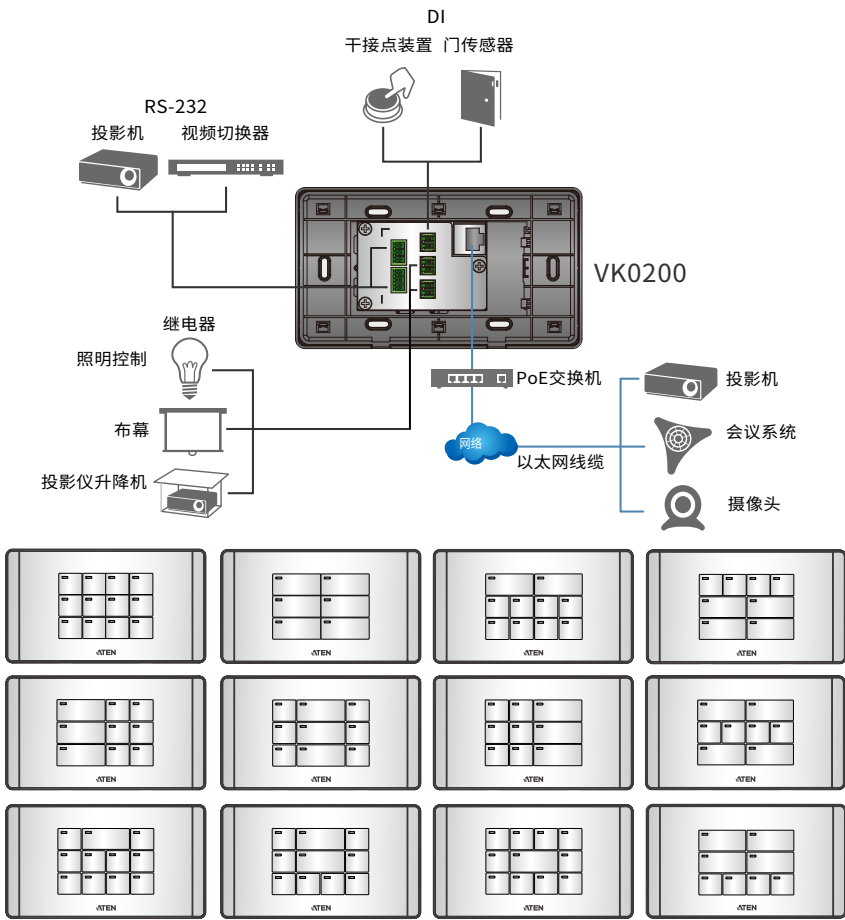 DI
干接点装置 门传感器
RS-232
投影机 视频切换器
VK0200
继电器
照明控制
布幕
投影仪升降机
PoE交换机
网络
以太网线缆
投影机
会议系统
摄像头
ATEN
ATEN
ATEN
ATEN
ATEN
ATEN
ATEN
ATEN
ATEN
ATEN
ATEN
ATEN